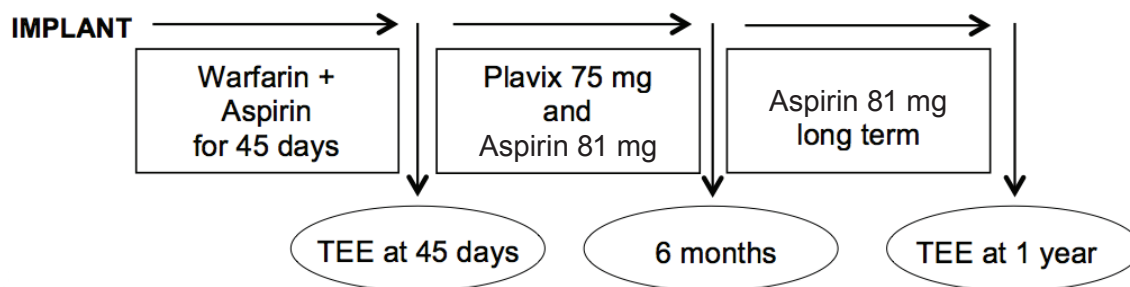 IMPLANT
Warfarin +
Aspirin
for 45 days
Plavix 75 mg
and
Aspirin 81 mg
Aspirin 81 mg
long term
TEE at 45 days
6 months
TEE at 1 year